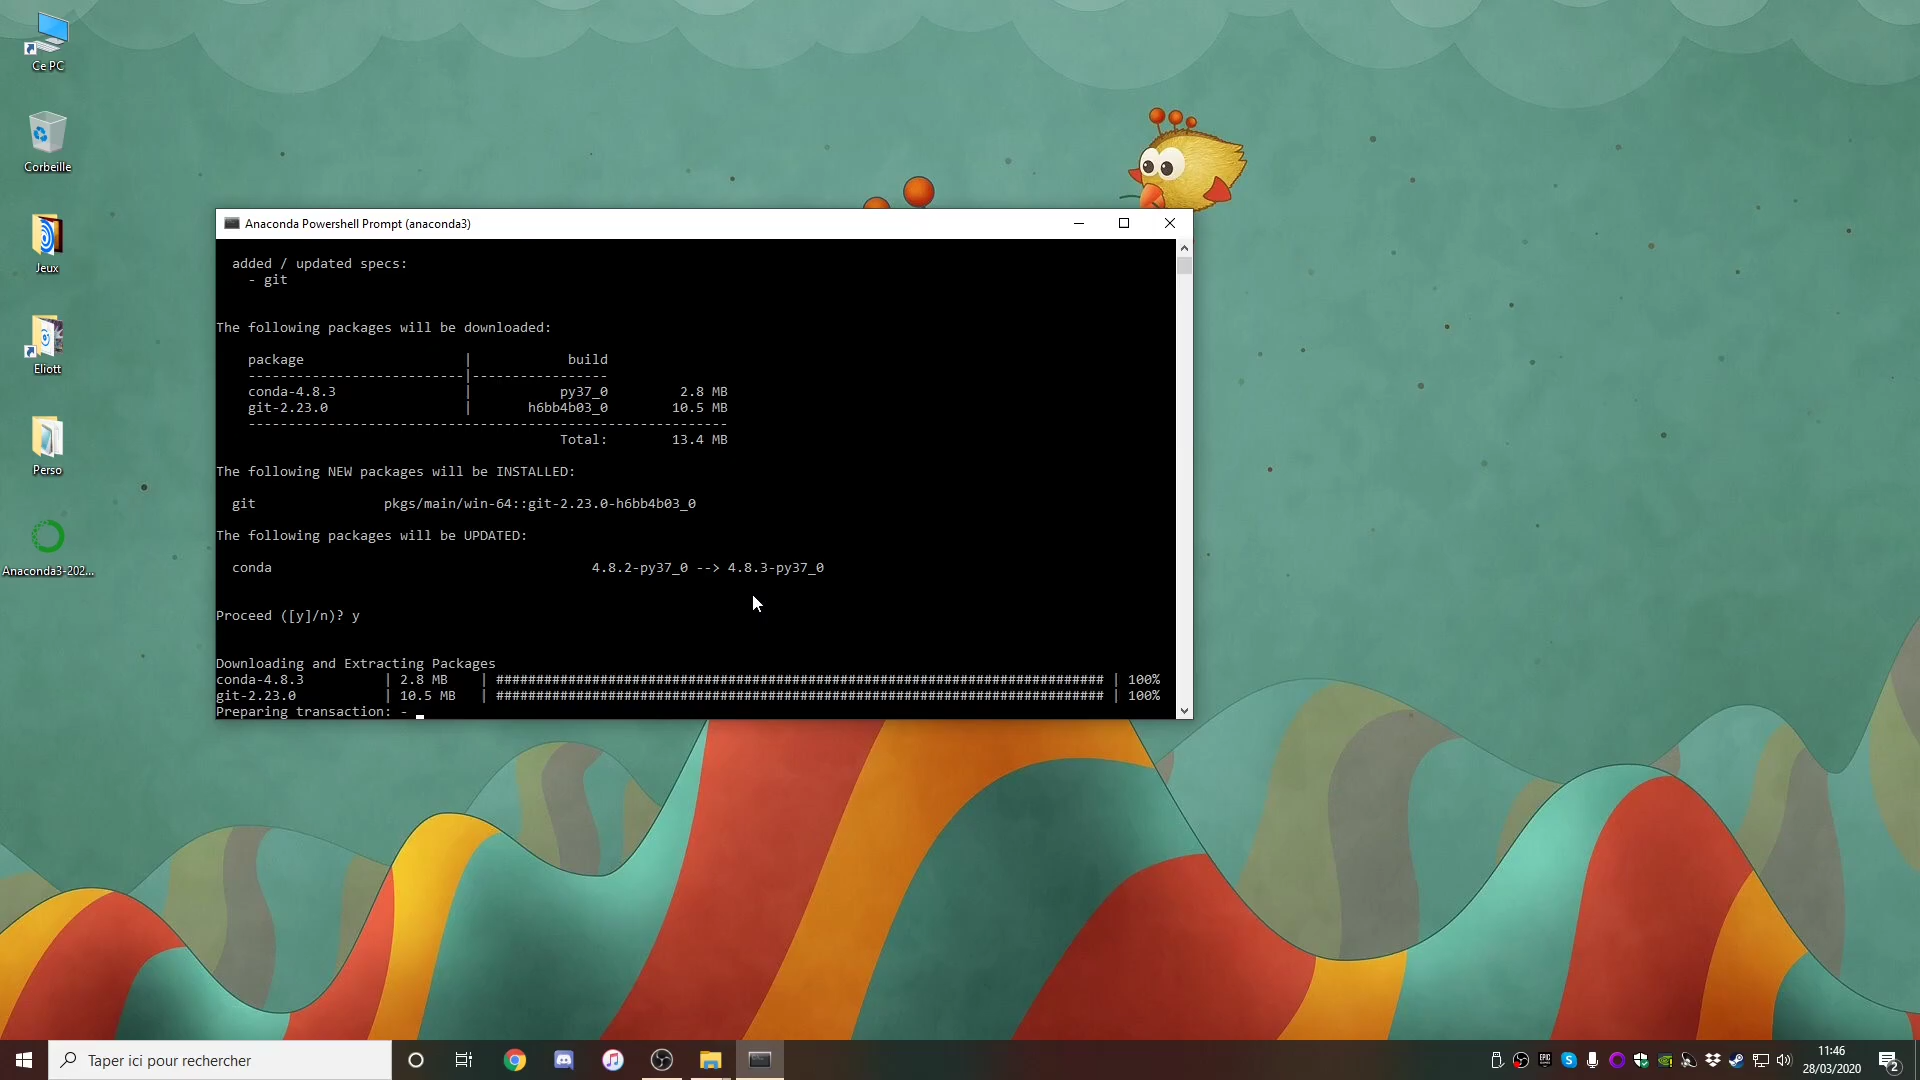 Ce PC
Corbeille
Jeux
Eliott
Perso
Anaconda3-202...
Anaconda Powershell Prompt (anaconda3)
added / updated specs:
- git
The following packages will be downloaded:
package | build
---------------------------|-----------------
conda-4.8.3 | py37_0 2.8 MB
git-2.23.0 | h6bb4b03_0 10.5 MB
------------------------------------------------------------
Total: 13.4 MB
The following NEW packages will be INSTALLED:
git pkgs/main/win-64::git-2.23.0-h6bb4b03_0
The following packages will be UPDATED:
conda 4.8.2-py37_0 --> 4.8.3-py37_0
Proceed ([y]/n)? y
Downloading and Extracting Packages
conda-4.8.3 | 2.8 MB | ############################################################################ | 100%
git-2.23.0 | 10.5 MB | ############################################################################ | 100%
Preparing transaction: - _
Taper ici pour rechercher
11:46
28/03/2020
2